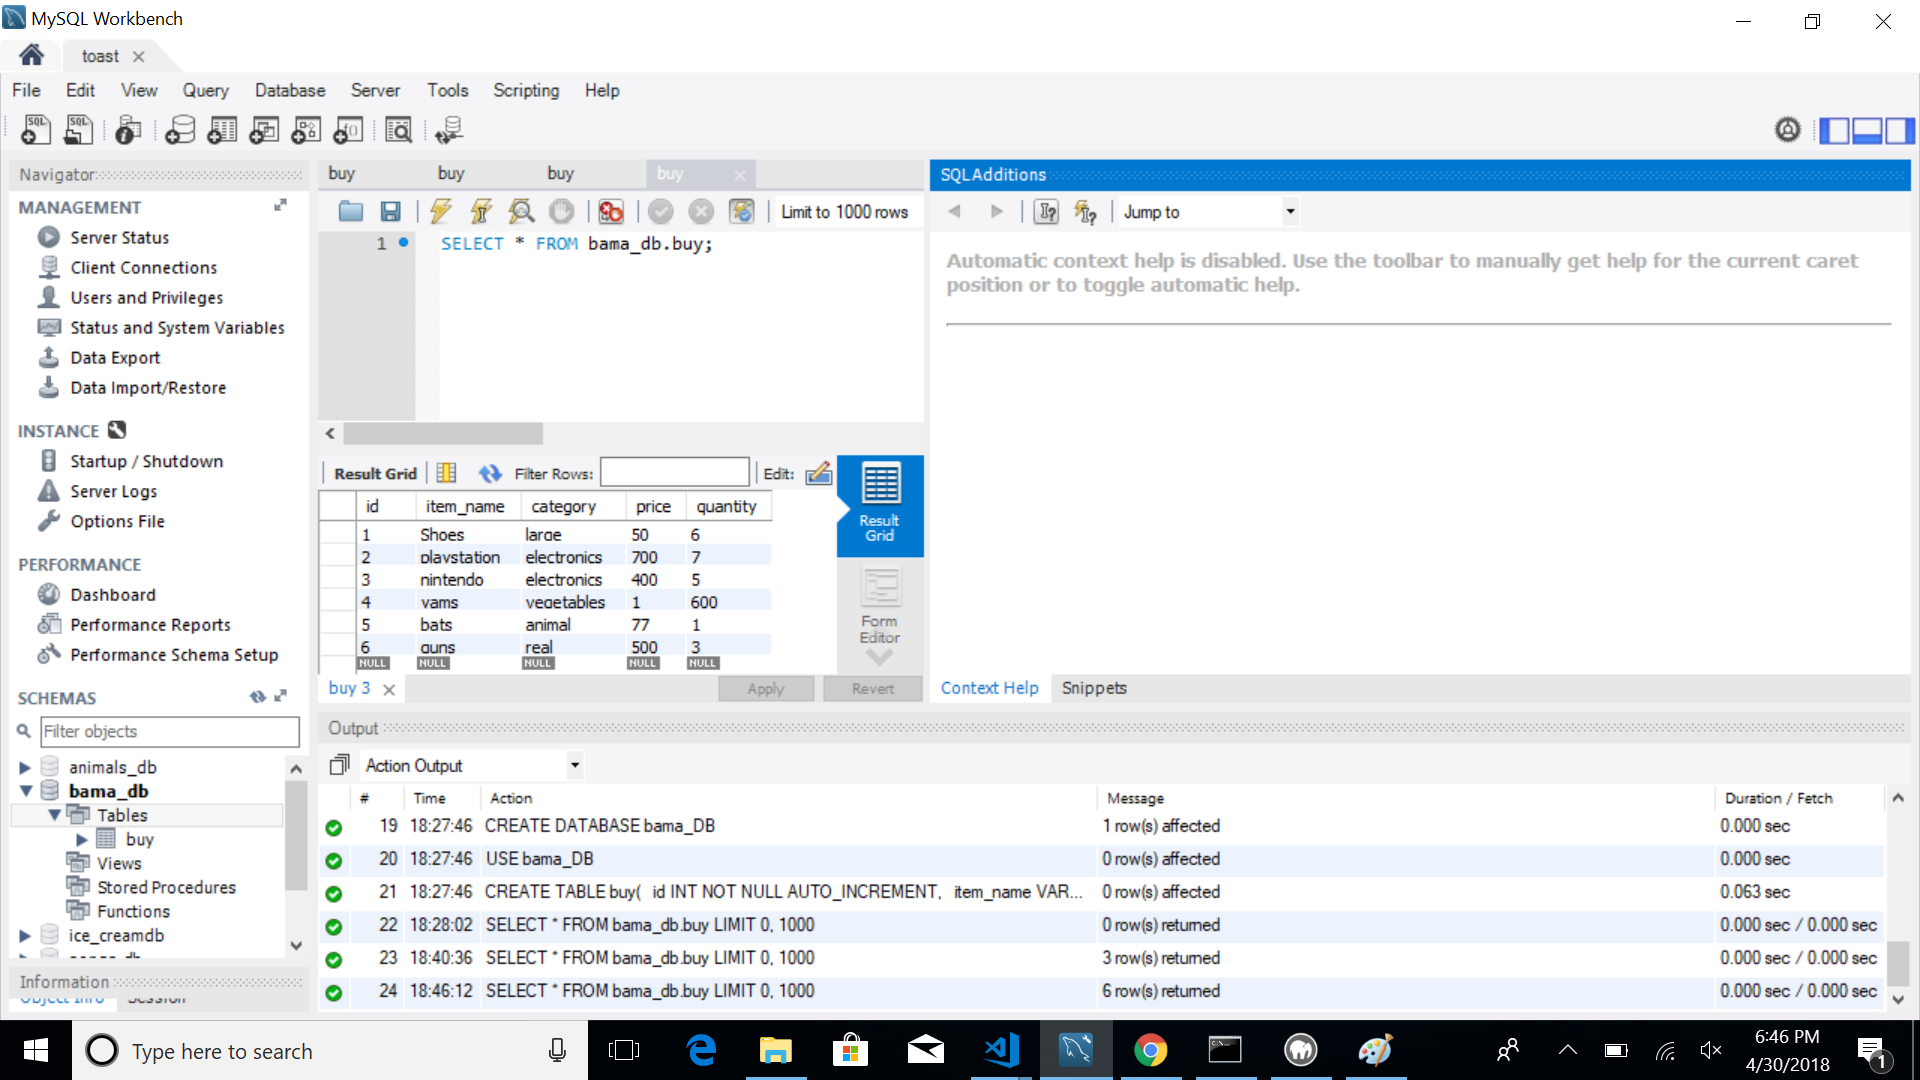 MySQL Workbench
toast
File Edit View Query Database Server Tools Scripting Help
Navigator
MANAGEMENT
Server Status
Client Connections
Users and Privileges
Status and System Variables
Data Export
Data Import/Restore
INSTANCE
Startup / Shutdown
Server Logs
Options File
PERFORMANCE
Dashboard
Performance Reports
Performance Schema Setup
SCHEMAS
Filter objects
animals_db
bama_db
Tables
buy
Views
Stored Procedures
Functions
ice_creamdb
Information
Object Info Session
buy buy buy buy
Limit to 1000 rows
1 SELECT * FROM bama_db.buy;
Result Grid Filter Rows: Edit:
id item_name category price quantity
1 Shoes large 50 6
2 playstation electronics 700 7
3 nintendo electronics 400 5
4 yams vegetables 1 600
5 bats animal 77 1
6 guns real 500 3
NULL NULL NULL NULL NULL
Result
Grid
Form
Editor
buy 3 Apply Revert
SQLAdditions
Jump to
Automatic context help is disabled. Use the toolbar to manually get help for the current caret
position or to toggle automatic help.
Context Help Snippets
Output
Action Output
# Time Action Message Duration / Fetch
19 18:27:46 CREATE DATABASE bama_DB 1 row(s) affected 0.000 sec
20 18:27:46 USE bama_DB 0 row(s) affected 0.000 sec
21 18:27:46 CREATE TABLE buy( id INT NOT NULL AUTO_INCREMENT, item_name VAR... 0 row(s) affected 0.063 sec
22 18:28:02 SELECT * FROM bama_db.buy LIMIT 0, 1000 0 row(s) returned 0.000 sec / 0.000 sec
23 18:40:36 SELECT * FROM bama_db.buy LIMIT 0, 1000 3 row(s) returned 0.000 sec / 0.000 sec
24 18:46:12 SELECT * FROM bama_db.buy LIMIT 0, 1000 6 row(s) returned 0.000 sec / 0.000 sec
Type here to search
6:46 PM
4/30/2018
1